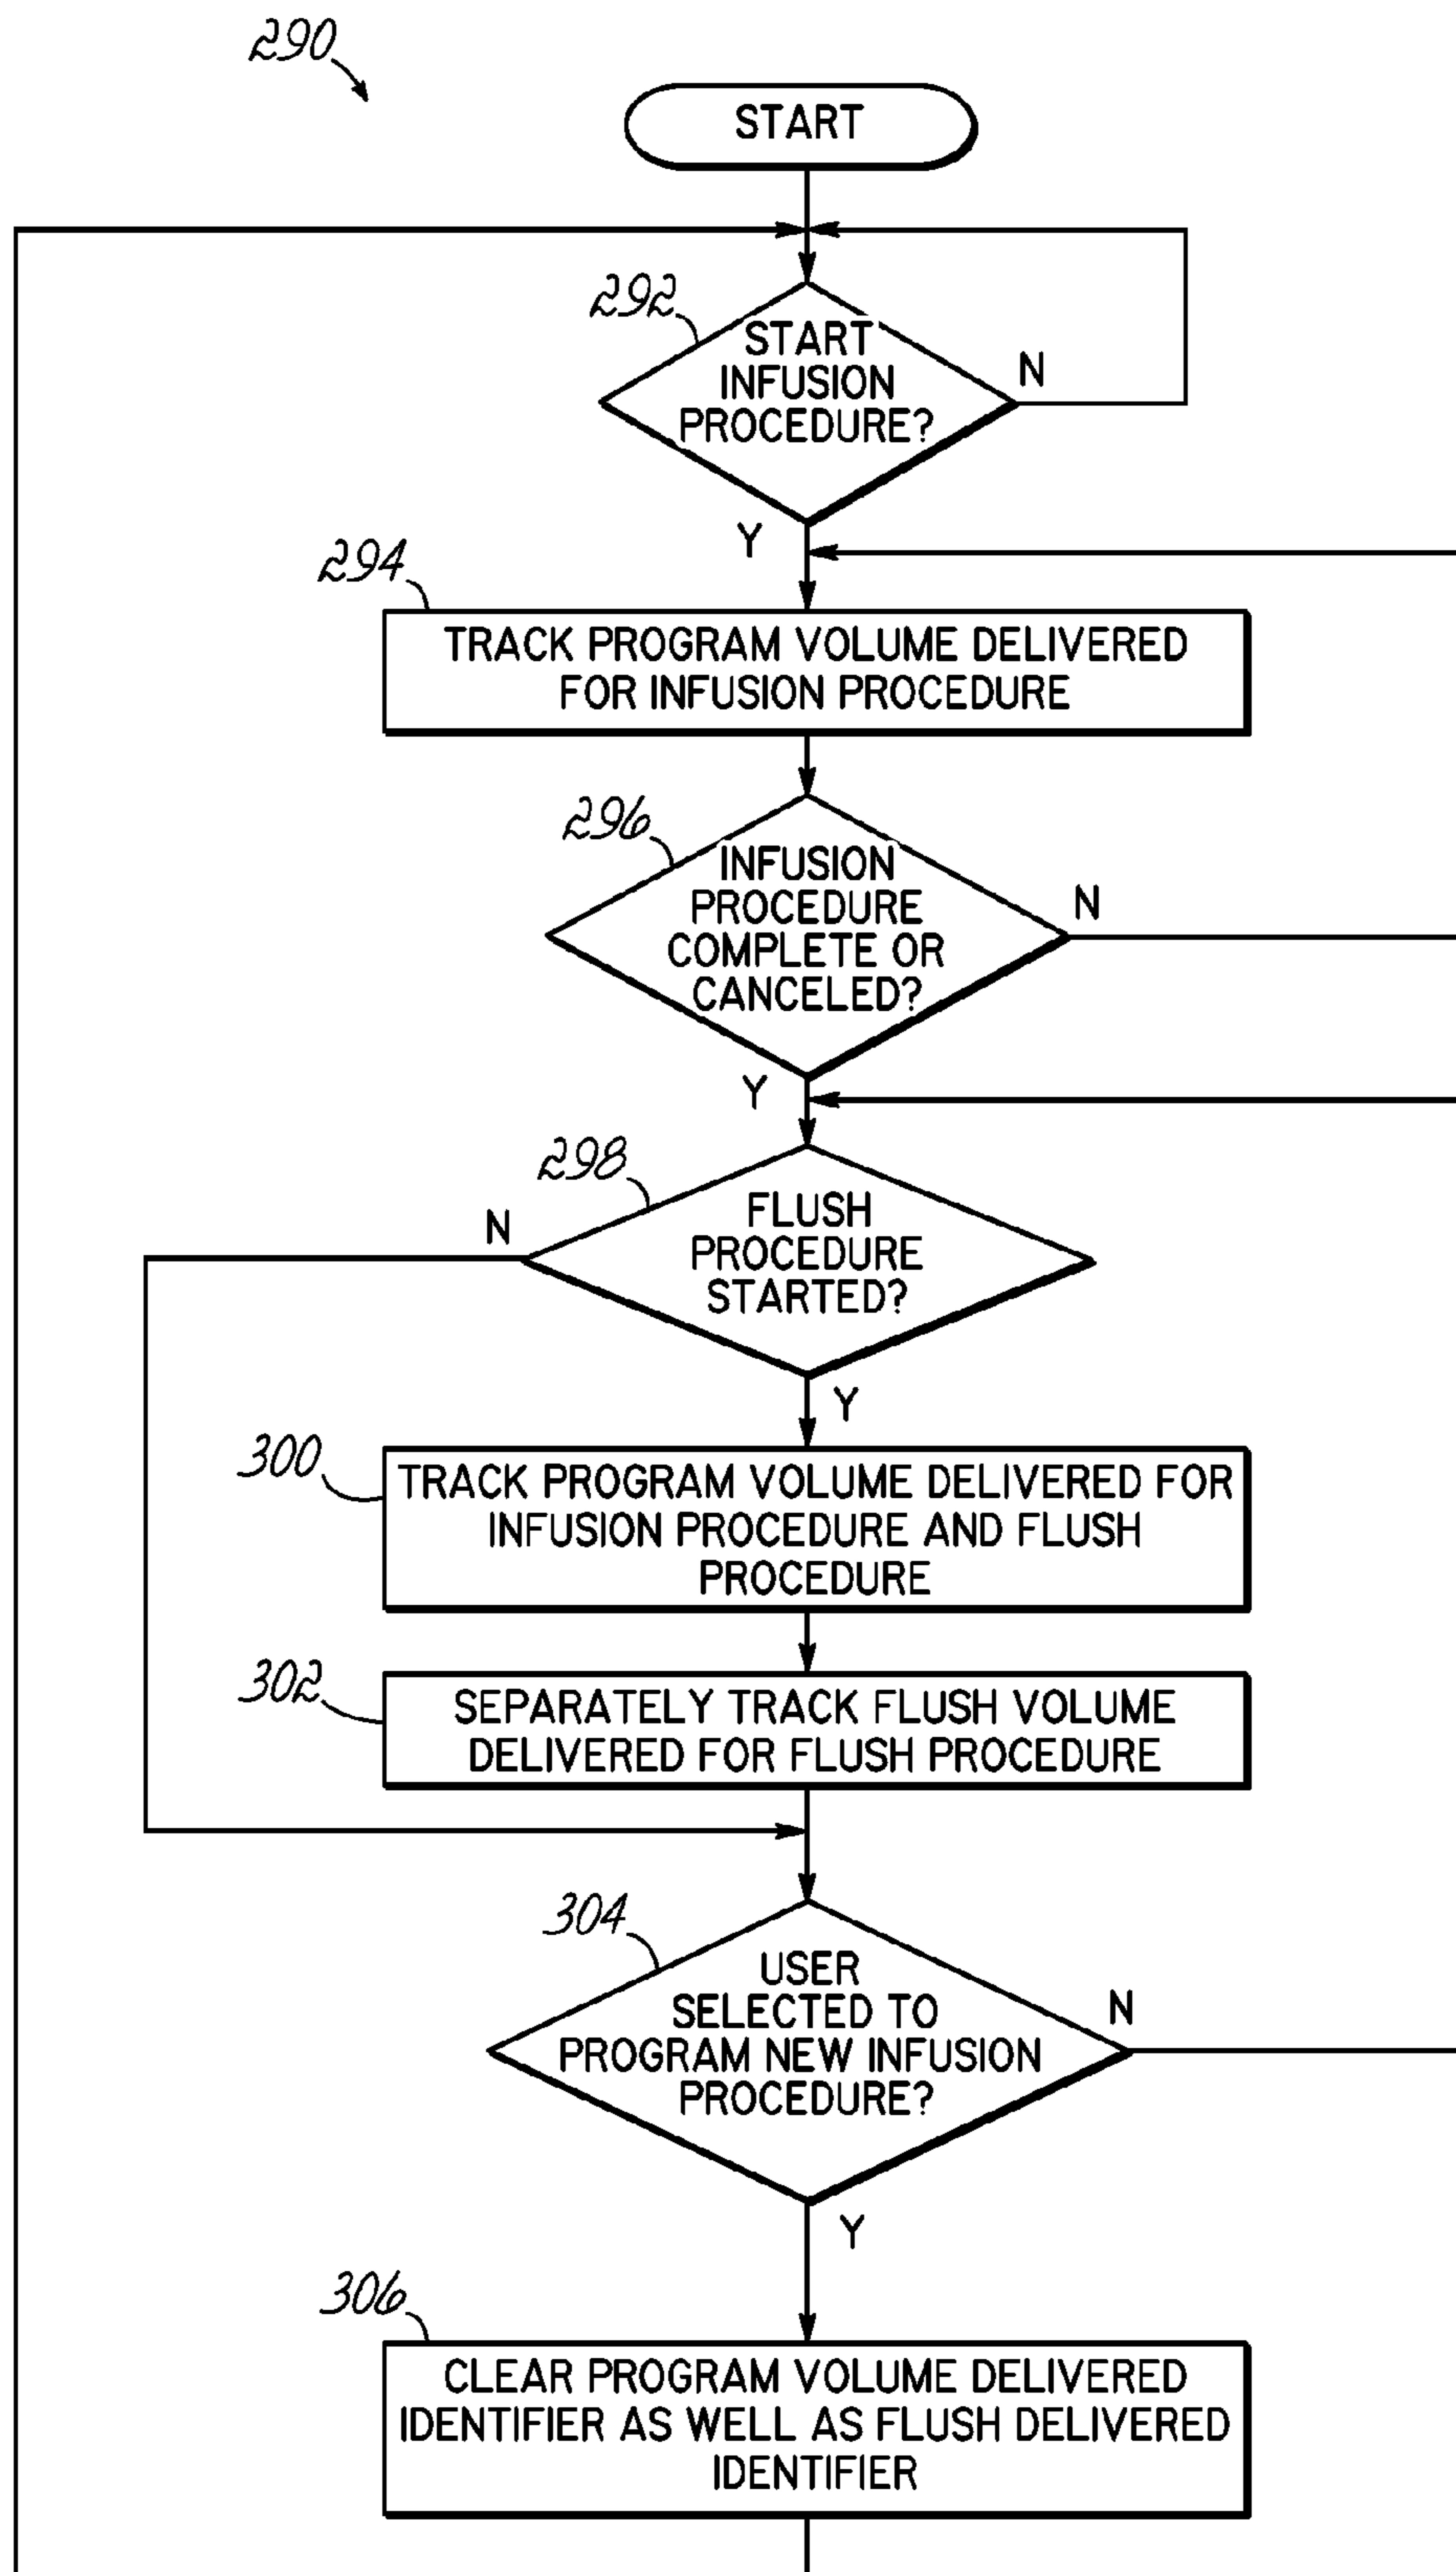 290
START
292
START
INFUSION
PROCEDURE?
N
Y
294
TRACK PROGRAM VOLUME DELIVERED
FOR INFUSION PROCEDURE
296
INFUSION
PROCEDURE
COMPLETE OR
CANCELED?
N
Y
298
FLUSH
PROCEDURE
STARTED?
N
Y
300
TRACK PROGRAM VOLUME DELIVERED FOR
INFUSION PROCEDURE AND FLUSH
PROCEDURE
302
SEPARATELY TRACK FLUSH VOLUME
DELIVERED FOR FLUSH PROCEDURE
304
USER
SELECTED TO
PROGRAM NEW INFUSION
PROCEDURE?
N
Y
306
CLEAR PROGRAM VOLUME DELIVERED
IDENTIFIER AS WELL AS FLUSH DELIVERED
IDENTIFIER